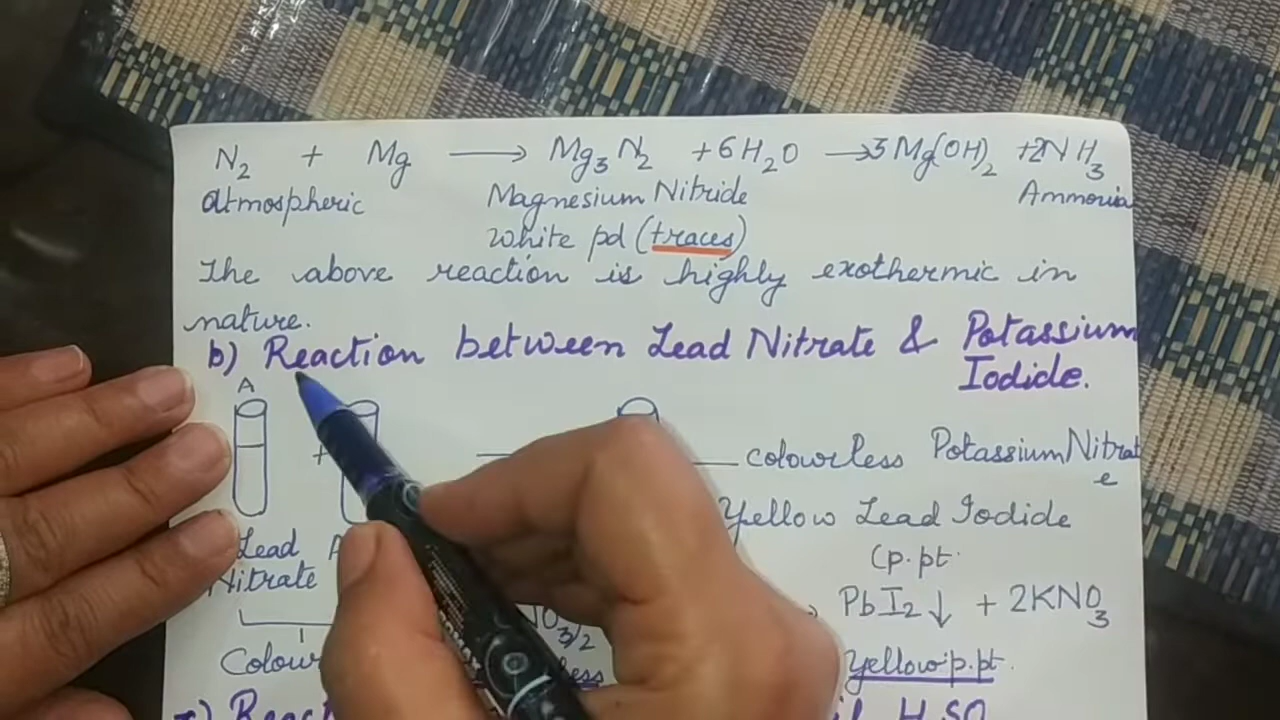 N₂ + Mg ⟶ Mg₃N₂ +6H₂O ⟶3Mg(OH)₂ +2NH₃
Atmospheric Magnesium Nitride Ammonia
White pd (traces)
The above reaction is highly exothermic in
nature.
b) Reaction between Lead Nitrate & Potassium
Iodide.
A
+ colourless Potassium Nitrat
e
Yellow Lead Iodide
Lead (p.pt.
Nitrate PbI₂↓ + 2KNO₃
Yellow p.pt.